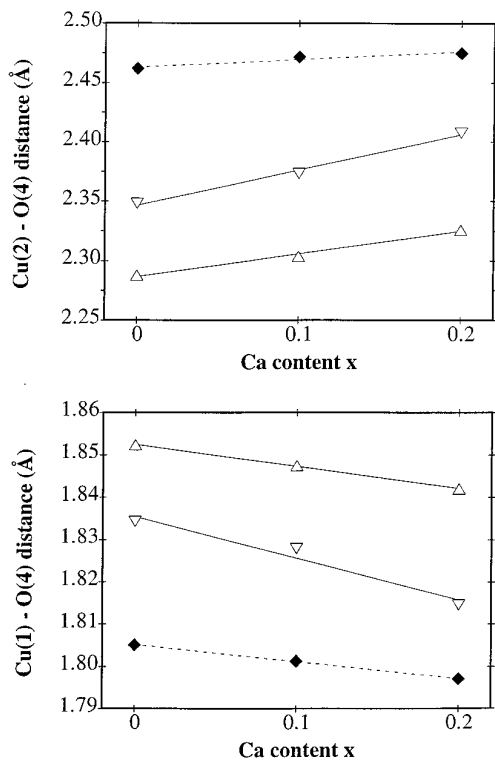 2.50
2.45
2.40
2.35
2.30
2.25
Cu(2) - O(4) distance (Å)
0 0.1 0.2
Ca content x
1.86
1.85
1.84
1.83
1.82
1.81
1.80
1.79
Cu(1) - O(4) distance (Å)
0 0.1 0.2
Ca content x